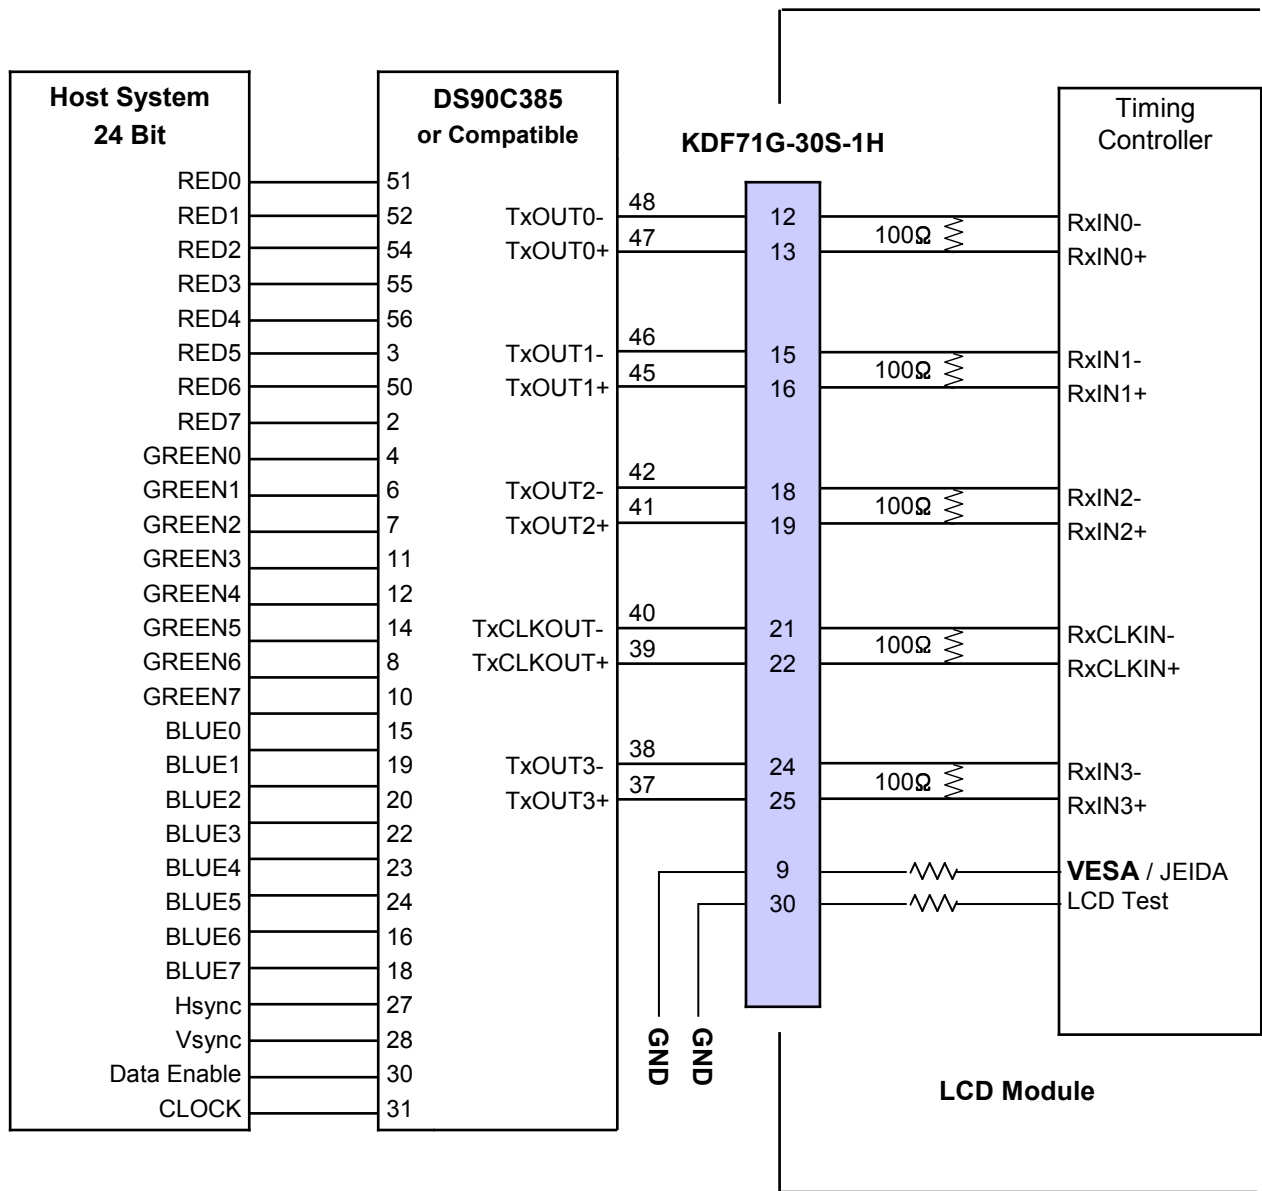 Host System
24 Bit
RED0
RED1
RED2
RED3
RED4
RED5
RED6
RED7
GREEN0
GREEN1
GREEN2
GREEN3
GREEN4
GREEN5
GREEN6
GREEN7
BLUE0
BLUE1
BLUE2
BLUE3
BLUE4
BLUE5
BLUE6
BLUE7
Hsync
Vsync
Data Enable
CLOCK
DS90C385
or Compatible
51
52
54
55
56
3
50
2
4
6
7
11
12
14
8
10
15
19
20
22
23
24
16
18
27
28
30
31
TxOUT0-
TxOUT0+
TxOUT1-
TxOUT1+
TxOUT2-
TxOUT2+
TxCLKOUT-
TxCLKOUT+
TxOUT3-
TxOUT3+
48
47
46
45
42
41
40
39
38
37
GND
GND
KDF71G-30S-1H
12
13
15
16
18
19
21
22
24
25
9
30
100Ω
100Ω
100Ω
100Ω
100Ω
Timing
Controller
RxIN0-
RxIN0+
RxIN1-
RxIN1+
RxIN2-
RxIN2+
RxCLKIN-
RxCLKIN+
RxIN3-
RxIN3+
VESA / JEIDA
LCD Test
LCD Module